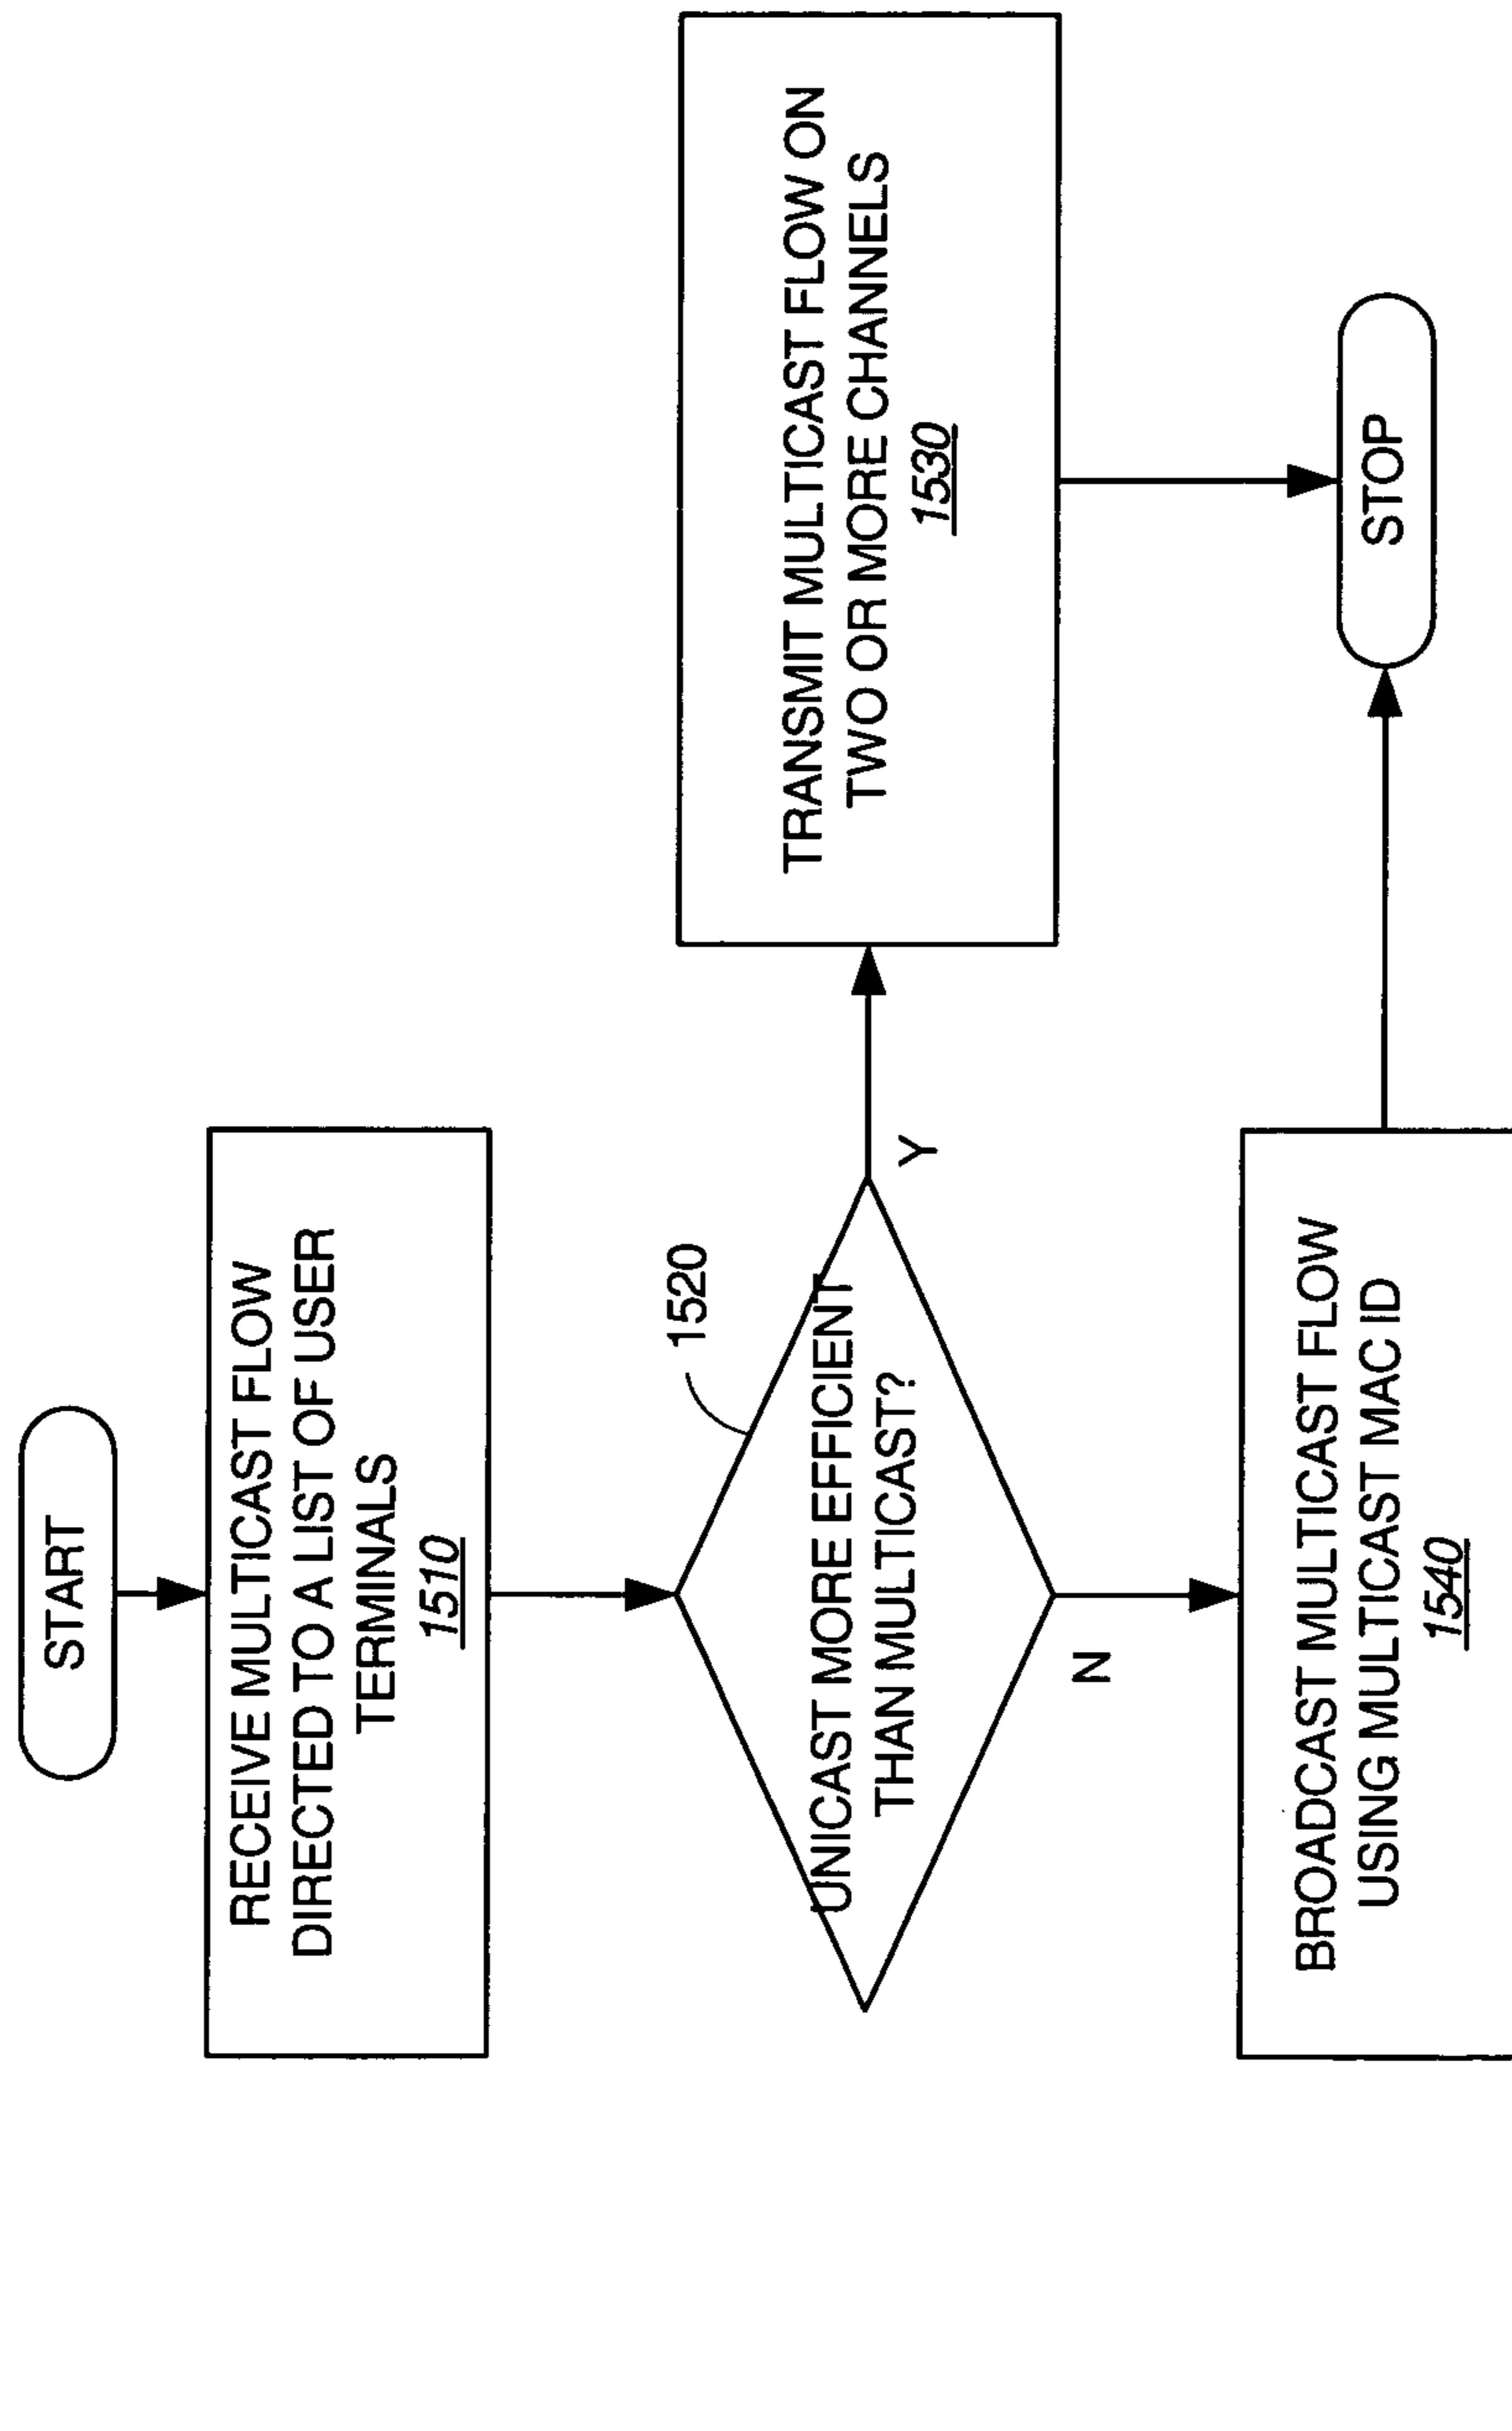 START
RECEIVE MULTICAST FLOW
DIRECTED TO A LIST OF USER
TERMINALS
1510
1520
UNICAST MORE EFFICIENT
THAN MULTICAST?
Y
N
TRANSMIT MULTICAST FLOW ON
TWO OR MORE CHANNELS
1530
BROADCAST MULTICAST FLOW
USING MULTICAST MAC ID
1540
STOP